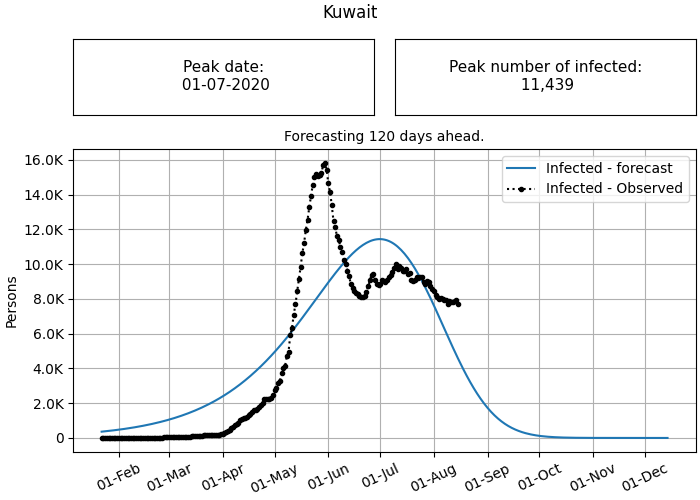 Kuwait
Peak date:
01-07-2020
Peak number of infected:
11,439
Forecasting 120 days ahead.
Infected - forecast
Infected - Observed
Persons
16.0K
14.0K
12.0K
10.0K
8.0K
6.0K
4.0K
2.0K
0
01-Feb
01-Mar
01-Apr
01-May
01-Jun
01-Jul
01-Aug
01-Sep
01-Oct
01-Nov
01-Dec